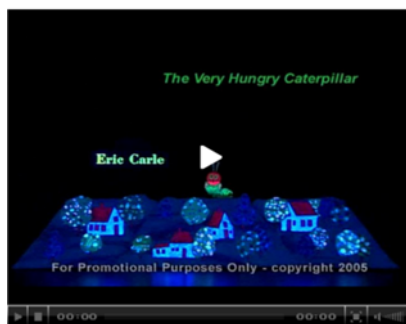 The Very Hungry Caterpillar
Eric Carle
For Promotional Purposes Only - copyright 2005
00:00
00:00